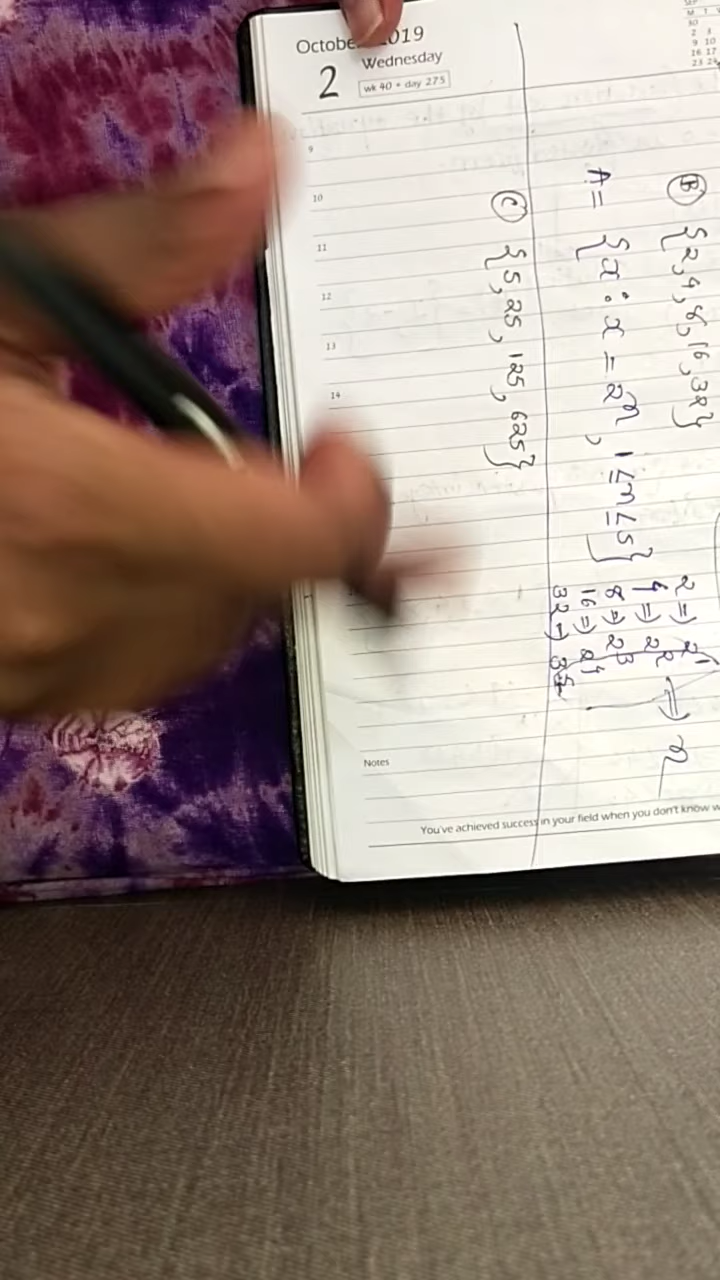 October 2019
2 Wednesday
wk 40 • day 275
9
10
11
12
13
14
Notes
You've achieved success in your field when you don't know w
Ⓑ {2,4,8,16,32}
A = {x : x = 2n, 1≤n≤5}
2 ⇒ 2¹
4 ⇒ 2²
8 ⇒ 2³
16 ⇒ 2⁴
⇒ n
Ⓒ {5, 25, 125, 625}